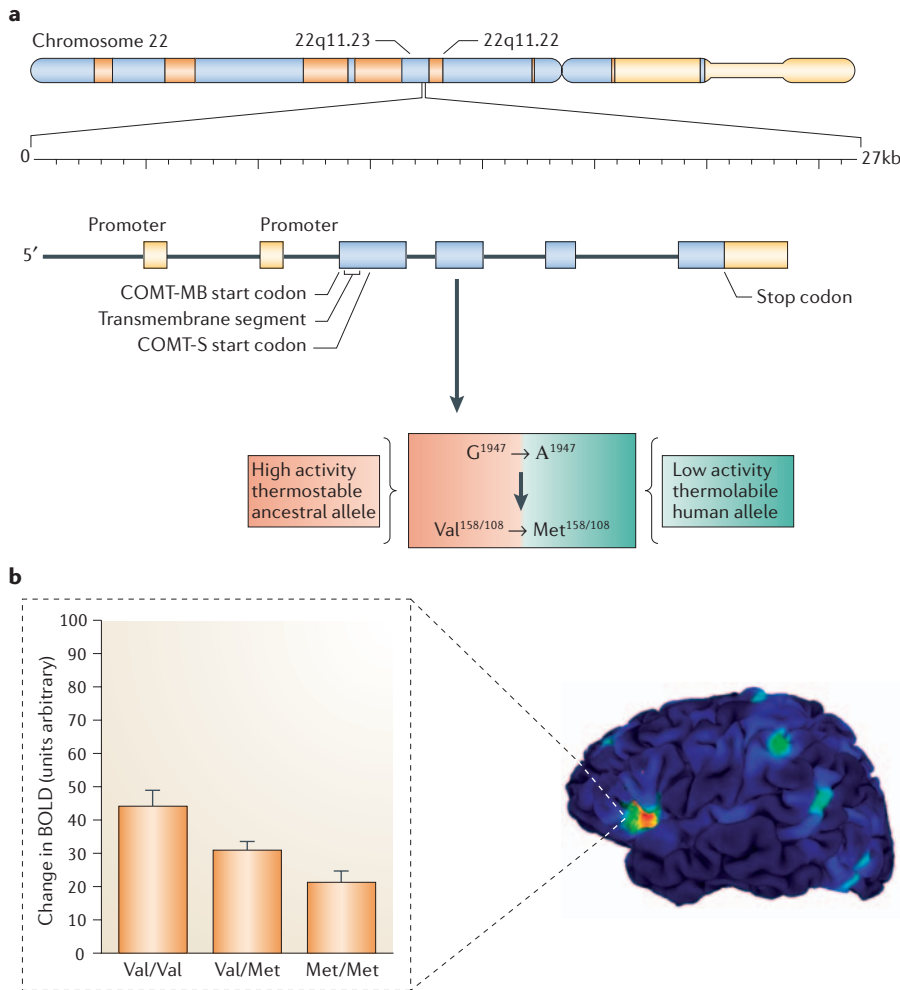 a
Chromosome 22
22q11.23
22q11.22
0
27kb
Promoter
Promoter
5′
COMT-MB start codon
Transmembrane segment
COMT-S start codon
Stop codon
High activity
thermostable
ancestral allele
G¹⁹⁴⁷ → A¹⁹⁴⁷
Val¹⁵⁸/¹⁰⁸ → Met¹⁵⁸/¹⁰⁸
Low activity
thermolabile
human allele
b
Change in BOLD (units arbitrary)
100
90
80
70
60
50
40
30
20
10
0
Val/Val
Val/Met
Met/Met